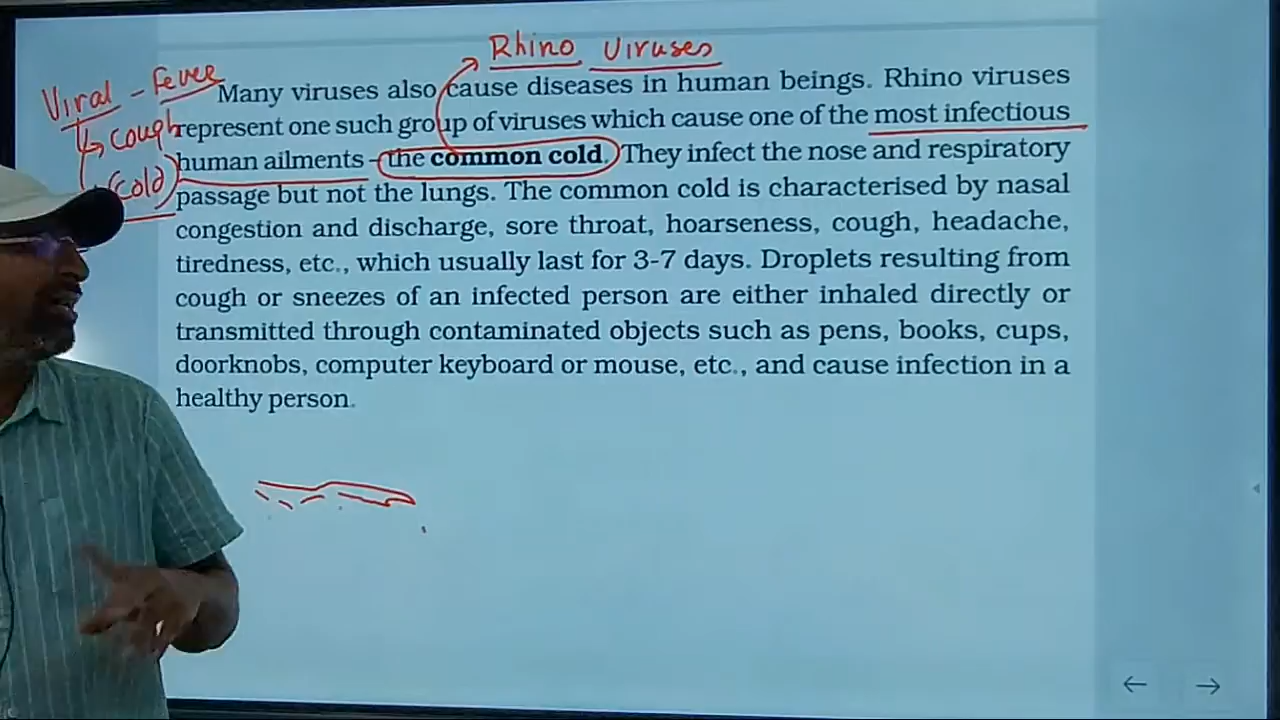 Rhino Viruses
Viral - Fever
Cough
Cold
Many viruses also cause diseases in human beings. Rhino viruses
represent one such group of viruses which cause one of the most infectious
human ailments – the common cold. They infect the nose and respiratory
passage but not the lungs. The common cold is characterised by nasal
congestion and discharge, sore throat, hoarseness, cough, headache,
tiredness, etc., which usually last for 3-7 days. Droplets resulting from
cough or sneezes of an infected person are either inhaled directly or
transmitted through contaminated objects such as pens, books, cups,
doorknobs, computer keyboard or mouse, etc., and cause infection in a
healthy person.